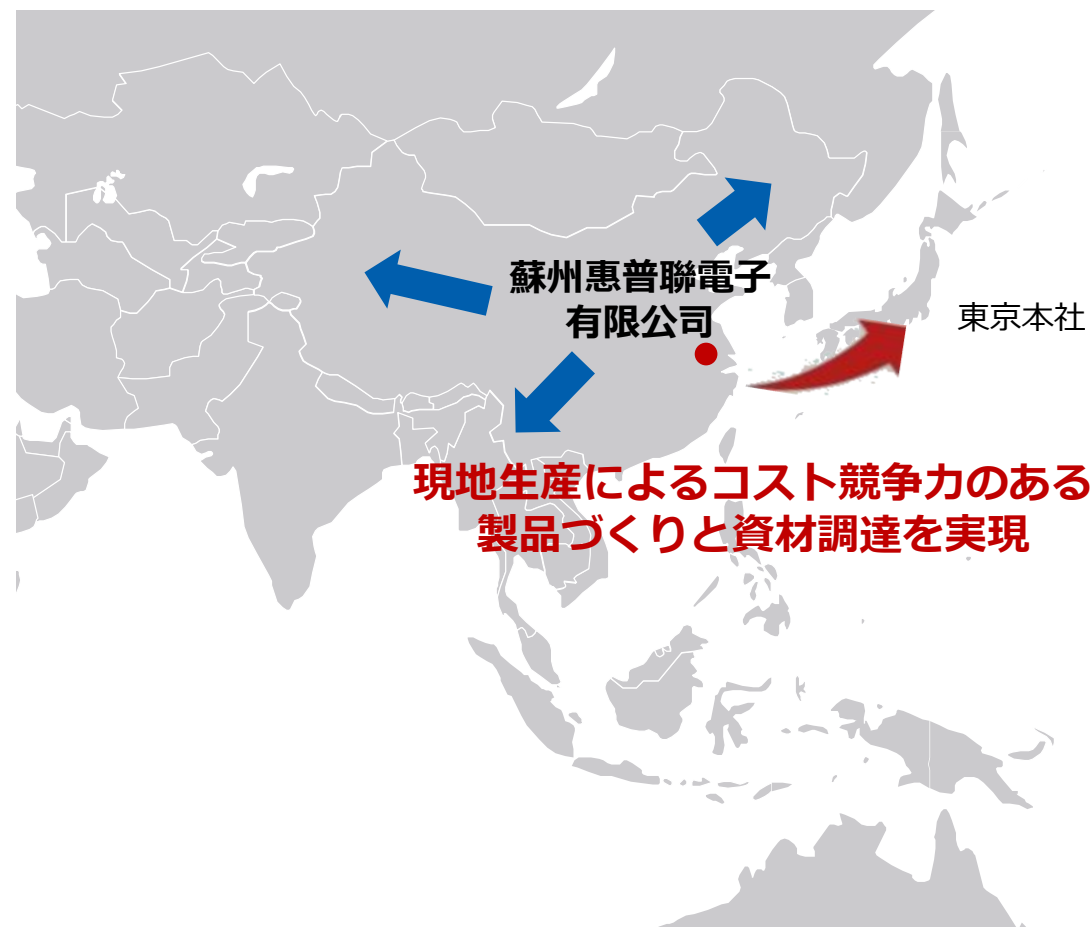 蘇州惠普聯電子
有限公司
東京本社
現地生産によるコスト競争力のある
製品づくりと資材調達を実現